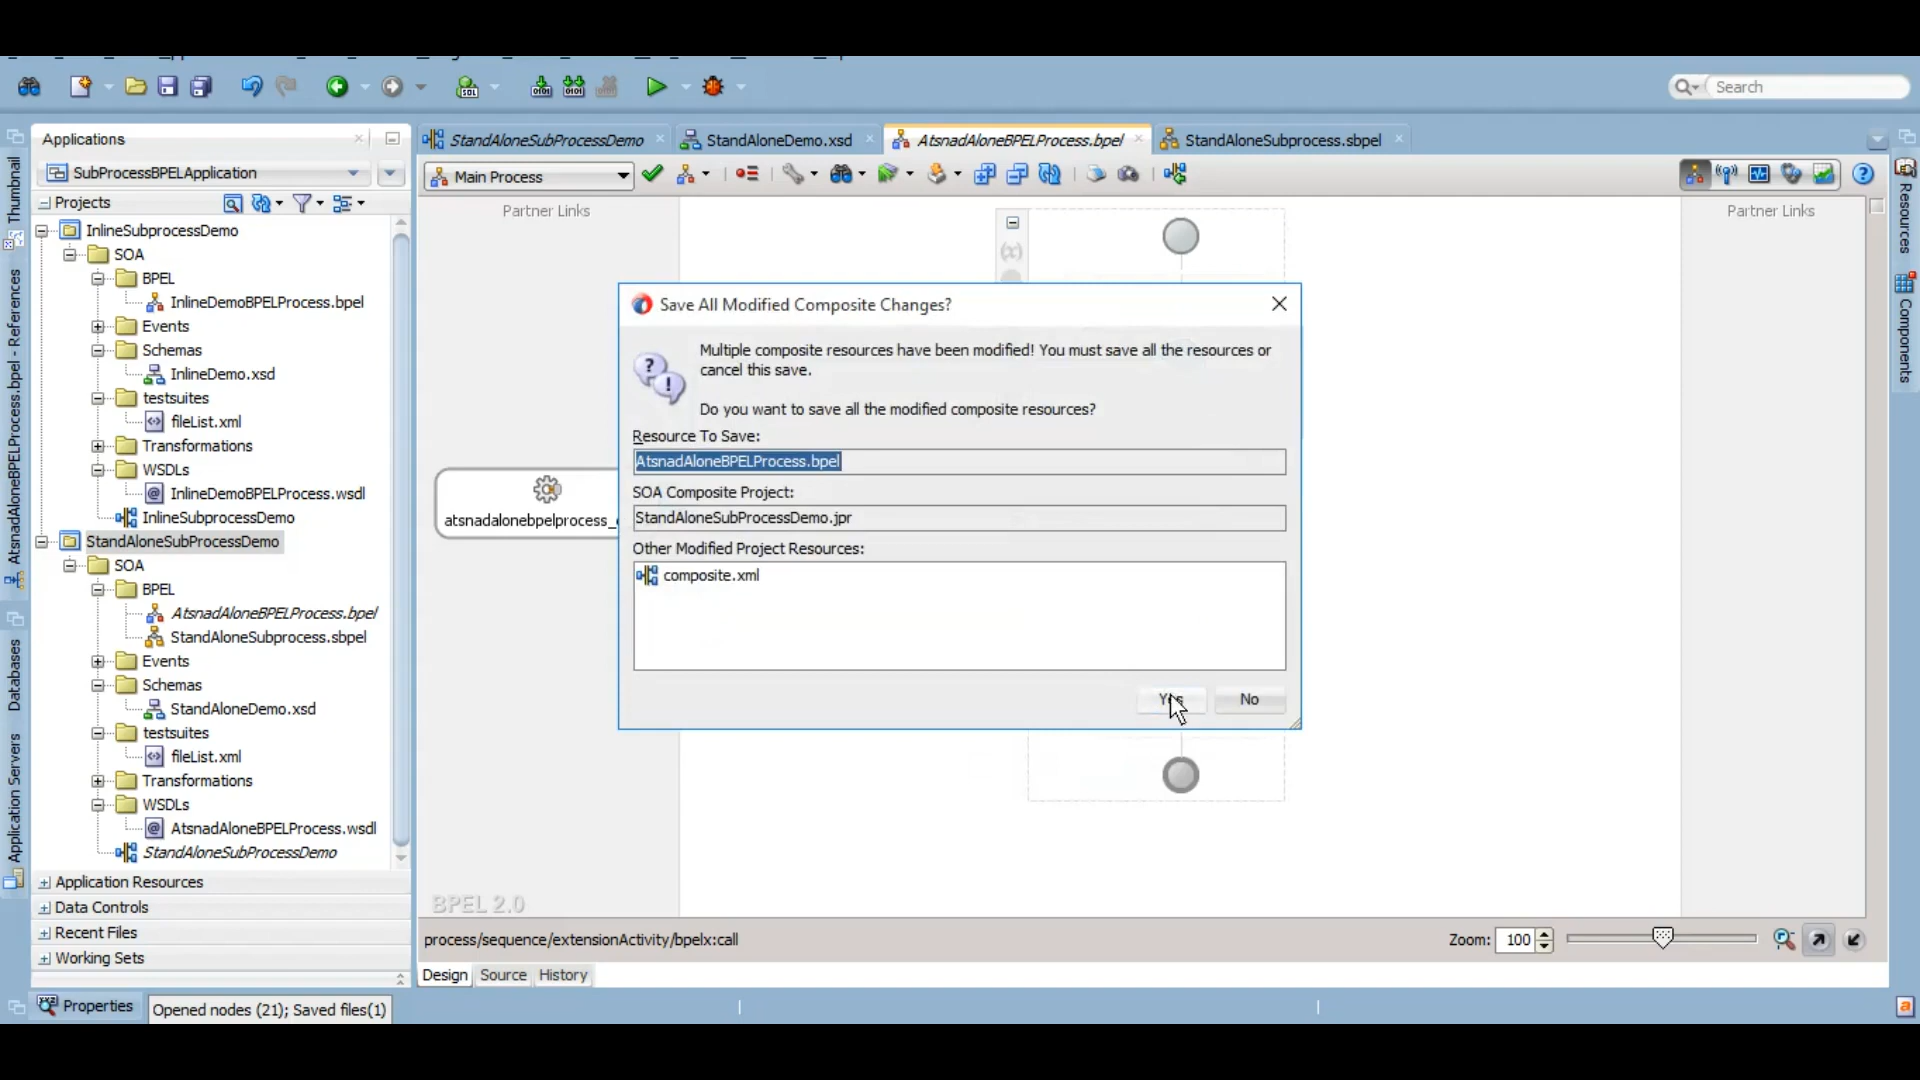 Search
Applications
SubProcessBPELApplication
Projects
InlineSubprocessDemo
SOA
BPEL
InlineDemoBPELProcess.bpel
Events
Schemas
InlineDemo.xsd
testsuites
fileList.xml
Transformations
WSDLs
InlineDemoBPELProcess.wsdl
InlineSubprocessDemo
StandAloneSubProcessDemo
SOA
BPEL
AtsnadAloneBPELProcess.bpel
StandAloneSubprocess.sbpel
Events
Schemas
StandAloneDemo.xsd
testsuites
fileList.xml
Transformations
WSDLs
AtsnadAloneBPELProcess.wsdl
StandAloneSubProcessDemo
Application Resources
Data Controls
Recent Files
Working Sets
Thumbnail
AtsnadAloneBPELProcess.bpel - References
Databases
Application Servers
StandAloneSubProcessDemo
StandAloneDemo.xsd
AtsnadAloneBPELProcess.bpel
StandAloneSubprocess.sbpel
Main Process
Partner Links
Partner Links
atsnadalonebpelprocess_
Save All Modified Composite Changes?
Multiple composite resources have been modified! You must save all the resources or
cancel this save.
Do you want to save all the modified composite resources?
Resource To Save:
AtsnadAloneBPELProcess.bpel
SOA Composite Project:
StandAloneSubProcessDemo.jpr
Other Modified Project Resources:
composite.xml
Yes
No
BPEL 2.0
process/sequence/extensionActivity/bpelx:call
Zoom: 100
Design
Source
History
Resources
Components
Properties
Opened nodes (21); Saved files(1)